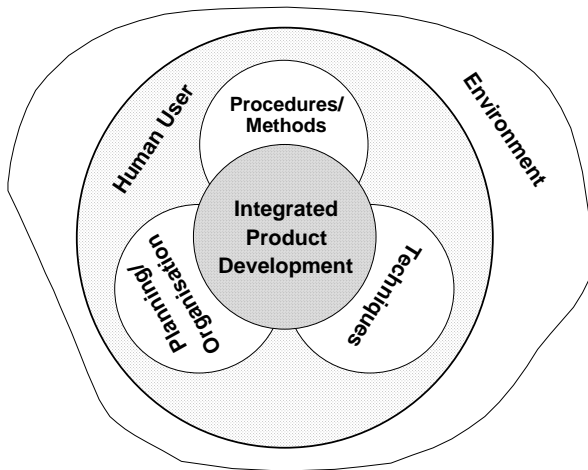 Human User
Environment
Procedures/
Methods
Integrated
Product
Development
Planning/
Organisation
Techniques